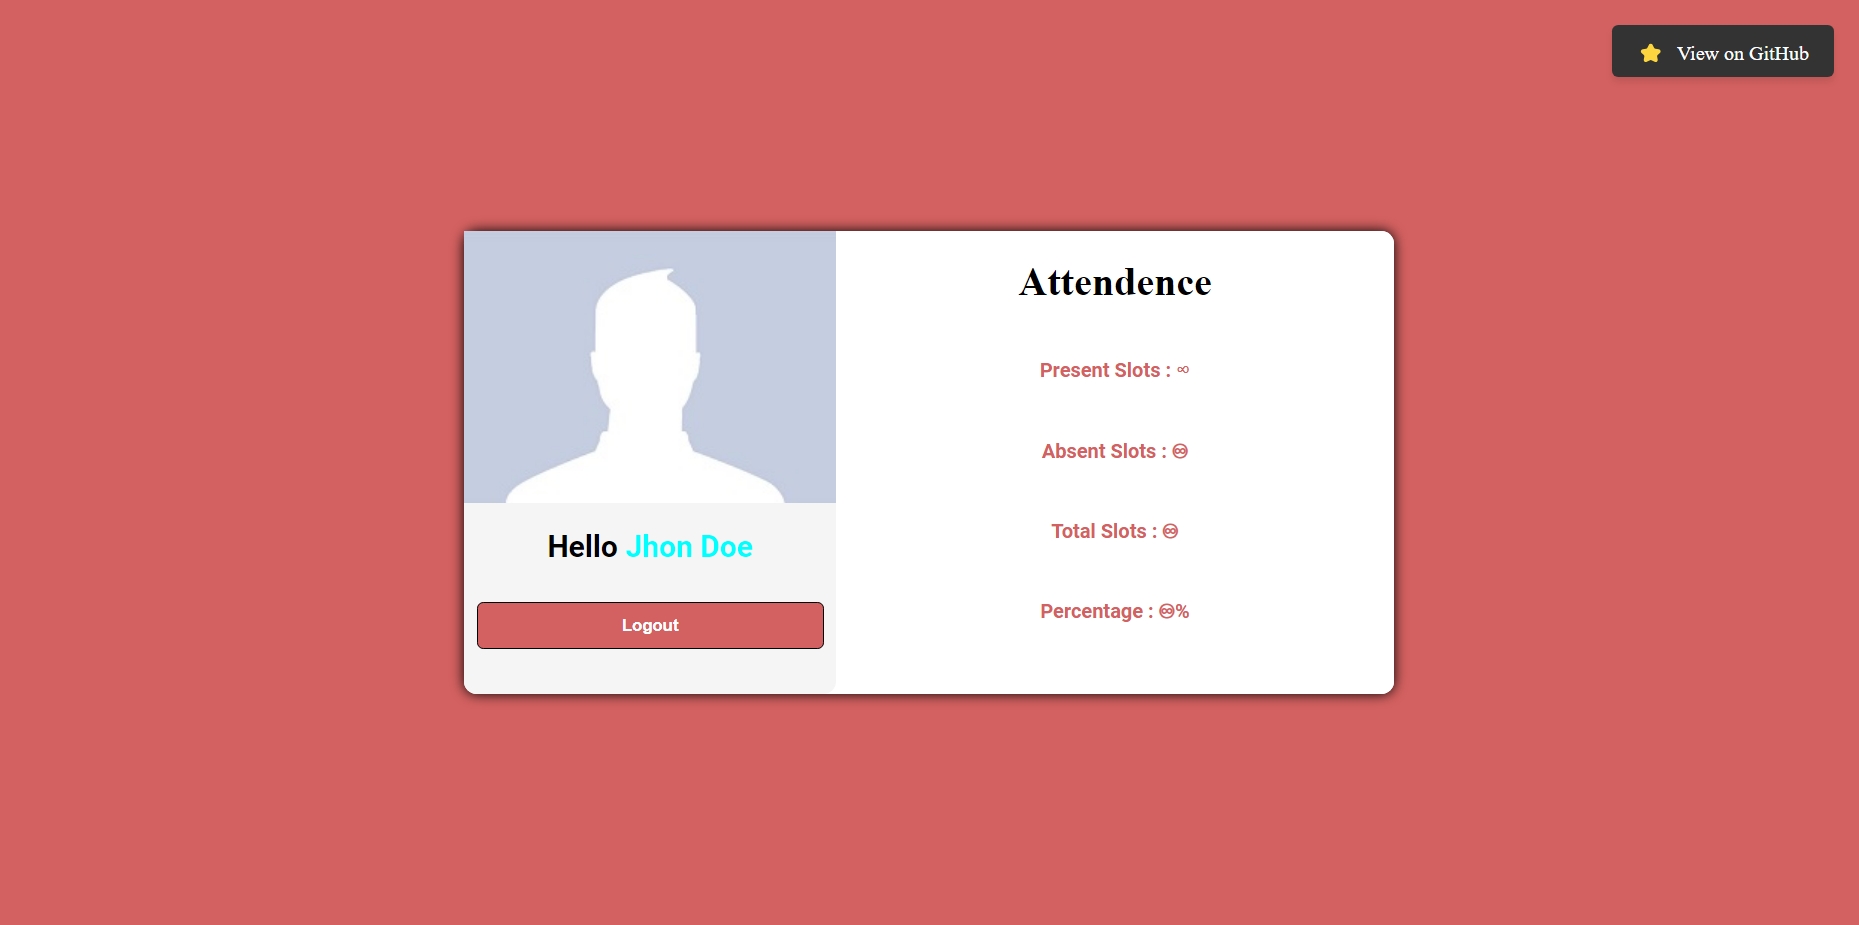 View on GitHub
Attendence
Present Slots : ∞
Absent Slots : ♾
Total Slots : ♾
Percentage : ♾%
Hello Jhon Doe
Logout